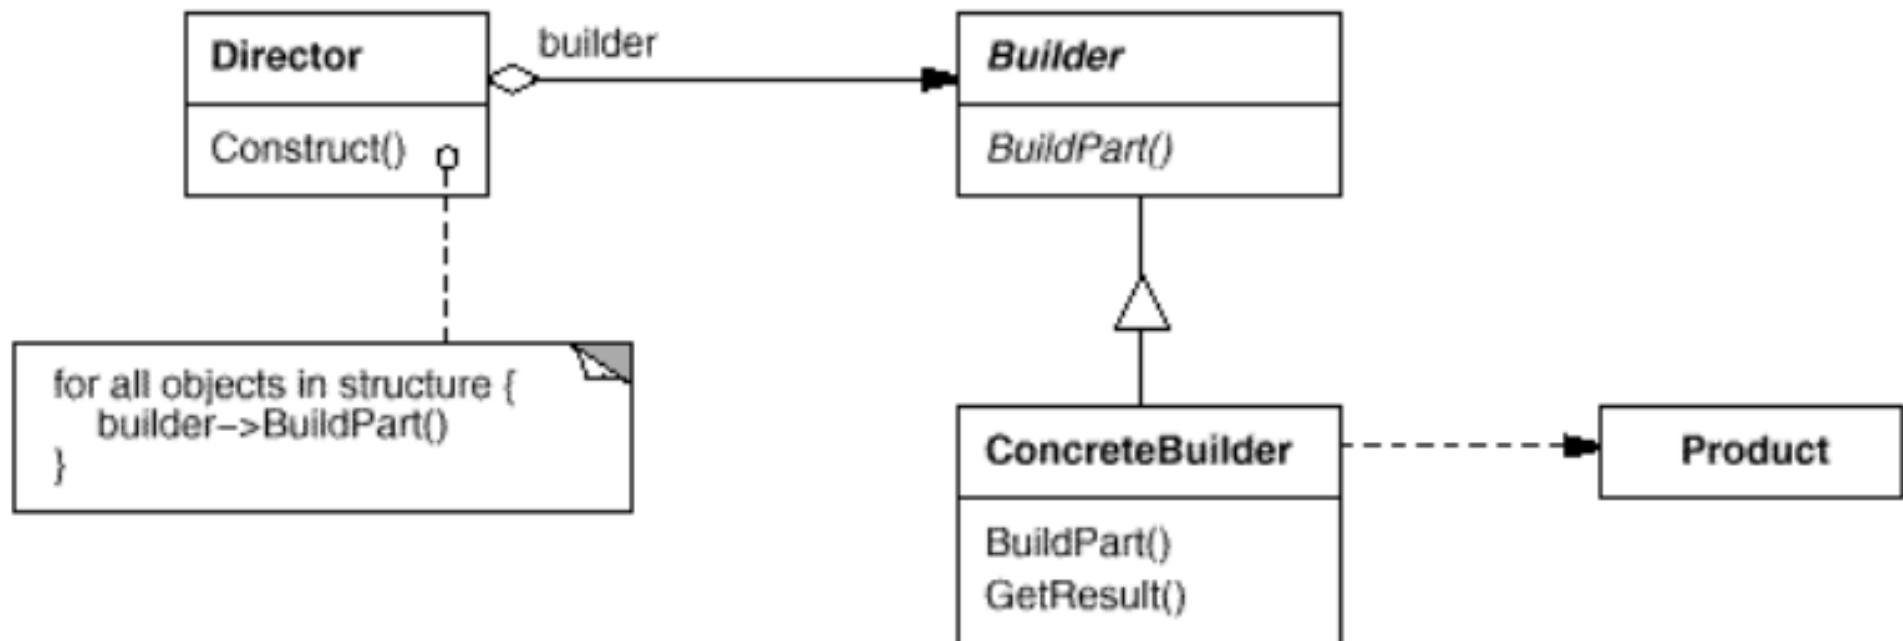 Director
Construct()
builder
Builder
BuildPart()
for all objects in structure {
builder–>BuildPart()
}
ConcreteBuilder
BuildPart()
GetResult()
Product